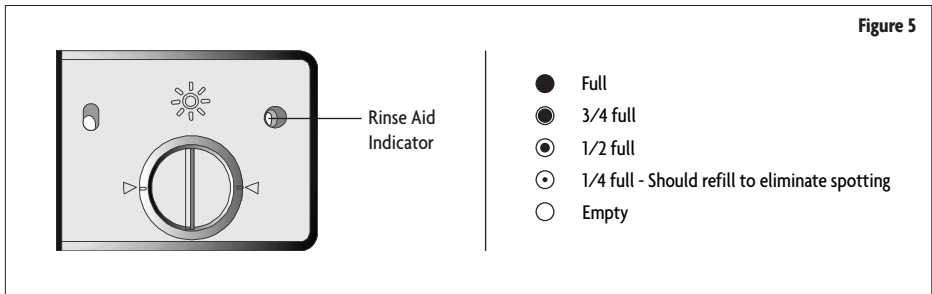 Figure 5
Rinse Aid
Indicator
Full
3/4 full
1/2 full
1/4 full - Should refill to eliminate spotting
Empty